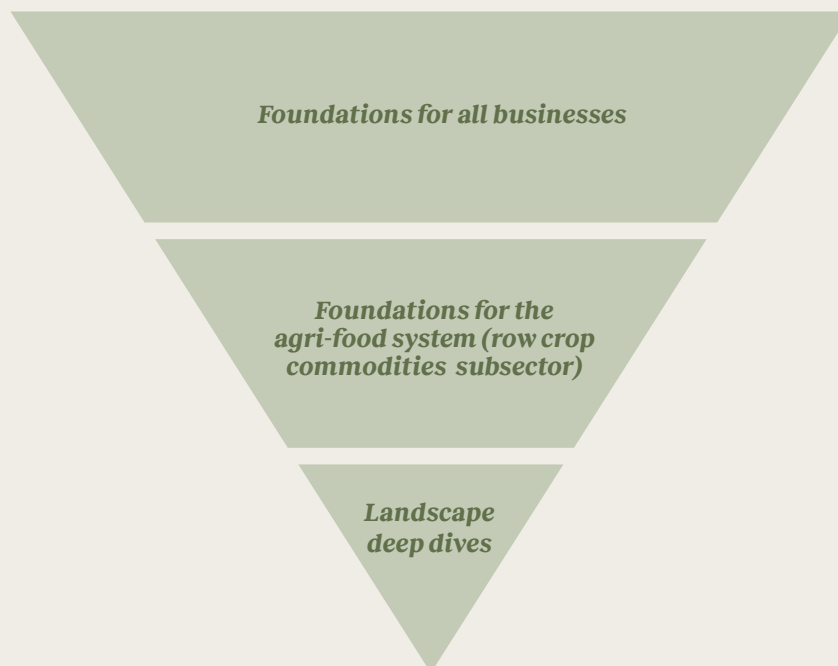 Foundations for all businesses
Foundations for the
agri-food system (row crop
commodities subsector)
Landscape
deep dives